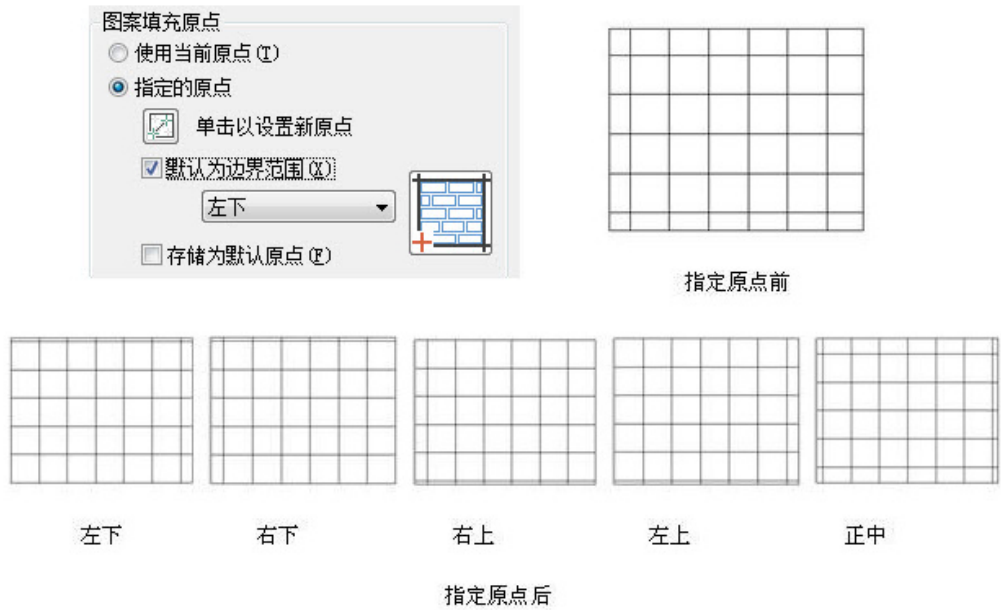 图案填充原点
使用当前原点(T)
指定的原点
单击以设置新原点
默认为边界范围(X)
左下
存储为默认原点(F)
指定原点前
左下 右下 右上 左上 正中
指定原点后